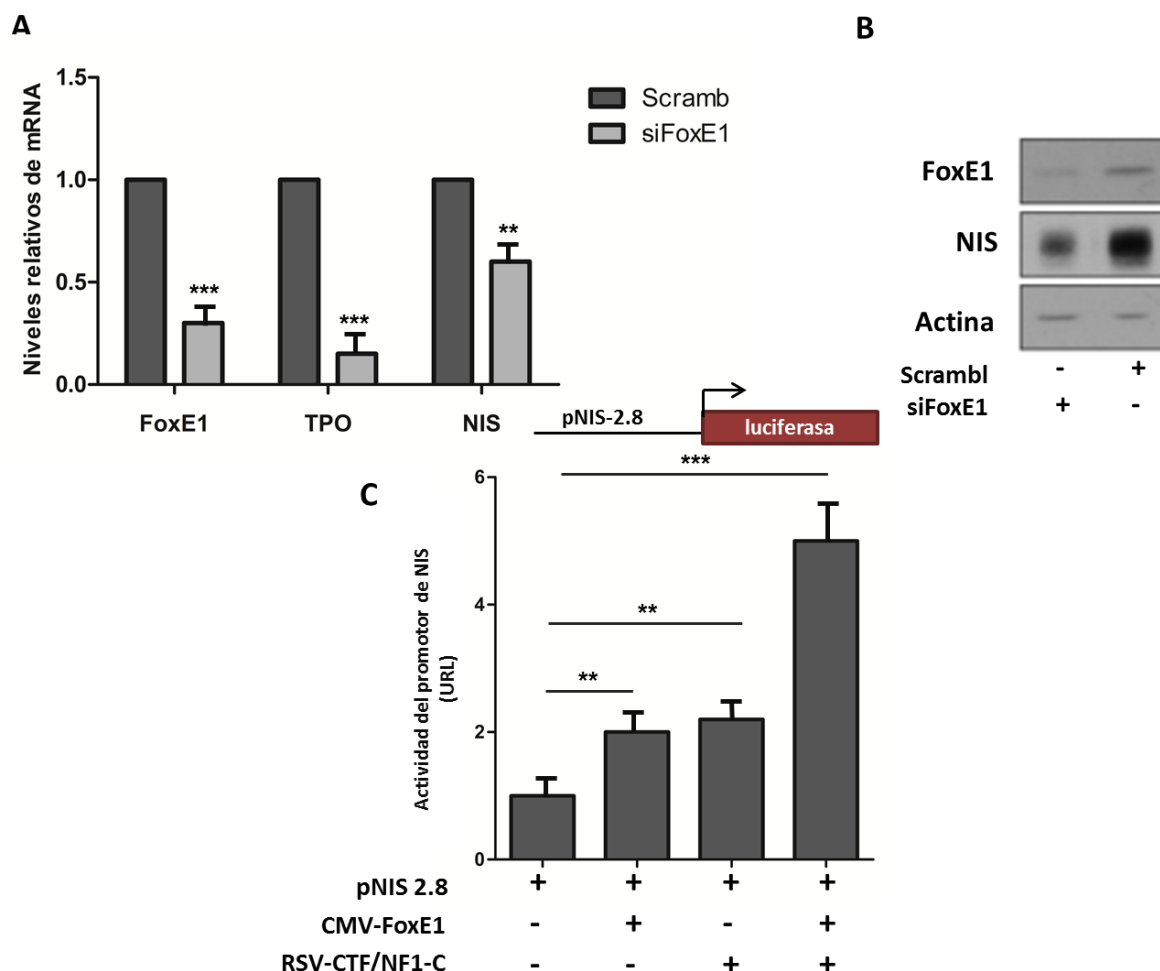 A
Niveles relativos de mRNA
1.5
1.0
0.5
0.0
Scramb
siFoxE1
***
***
**
FoxE1
TPO
NIS
B
FoxE1
NIS
Actina
Scrambl - +
siFoxE1 + -
pNIS-2.8
luciferasa
C
Actividad del promotor de NIS
(URL)
6
4
2
0
***
**
**
pNIS 2.8 + + + +
CMV-FoxE1 - + - +
RSV-CTF/NF1-C - - + +